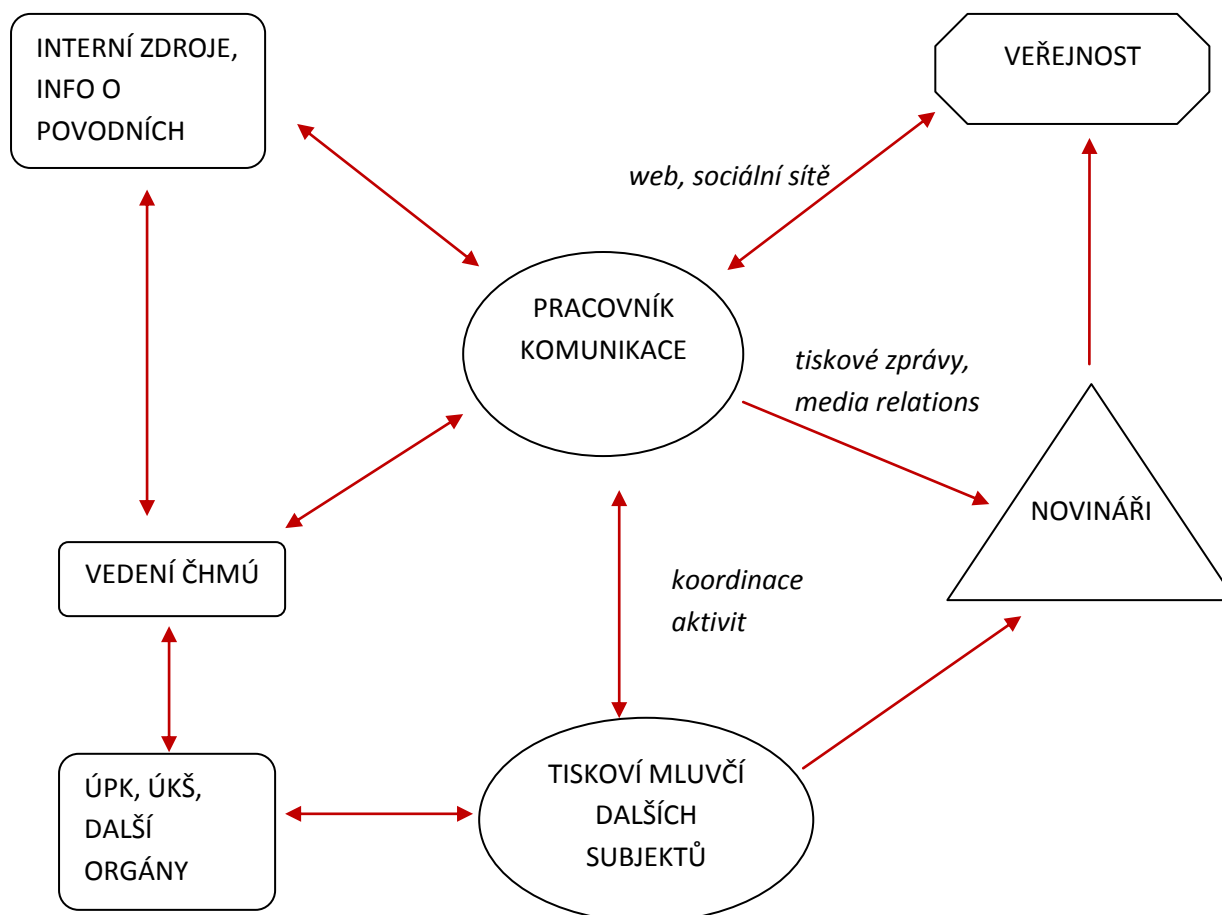 INTERNÍ ZDROJE,
INFO O
POVODNÍCH
VEŘEJNOST
web, sociální sítě
PRACOVNÍK
KOMUNIKACE
tiskové zprávy,
media relations
NOVINÁŘI
VEDENÍ ČHMÚ
koordinace
aktivit
ÚPK, ÚKŠ,
DALŠÍ
ORGÁNY
TISKOVÍ MLUVČÍ
DALŠÍCH
SUBJEKTŮ